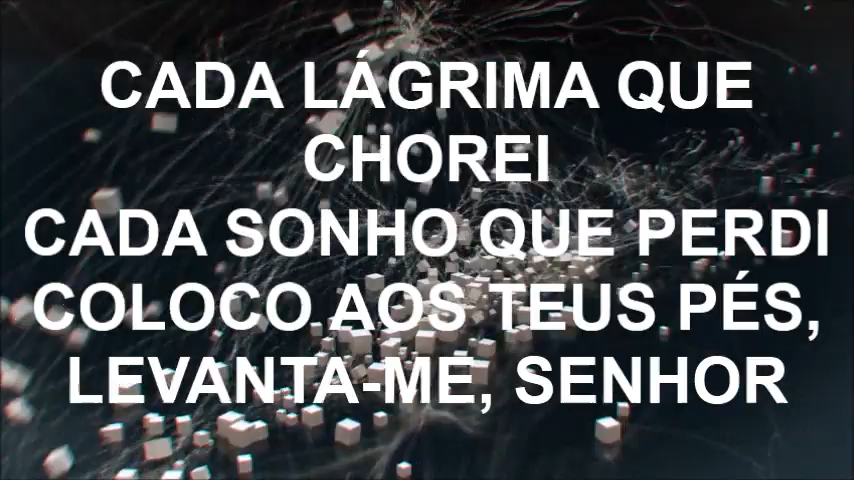 CADA LÁGRIMA QUE
CHOREI
CADA SONHO QUE PERDI
COLOCO AOS TEUS PÉS,
LEVANTA-ME, SENHOR